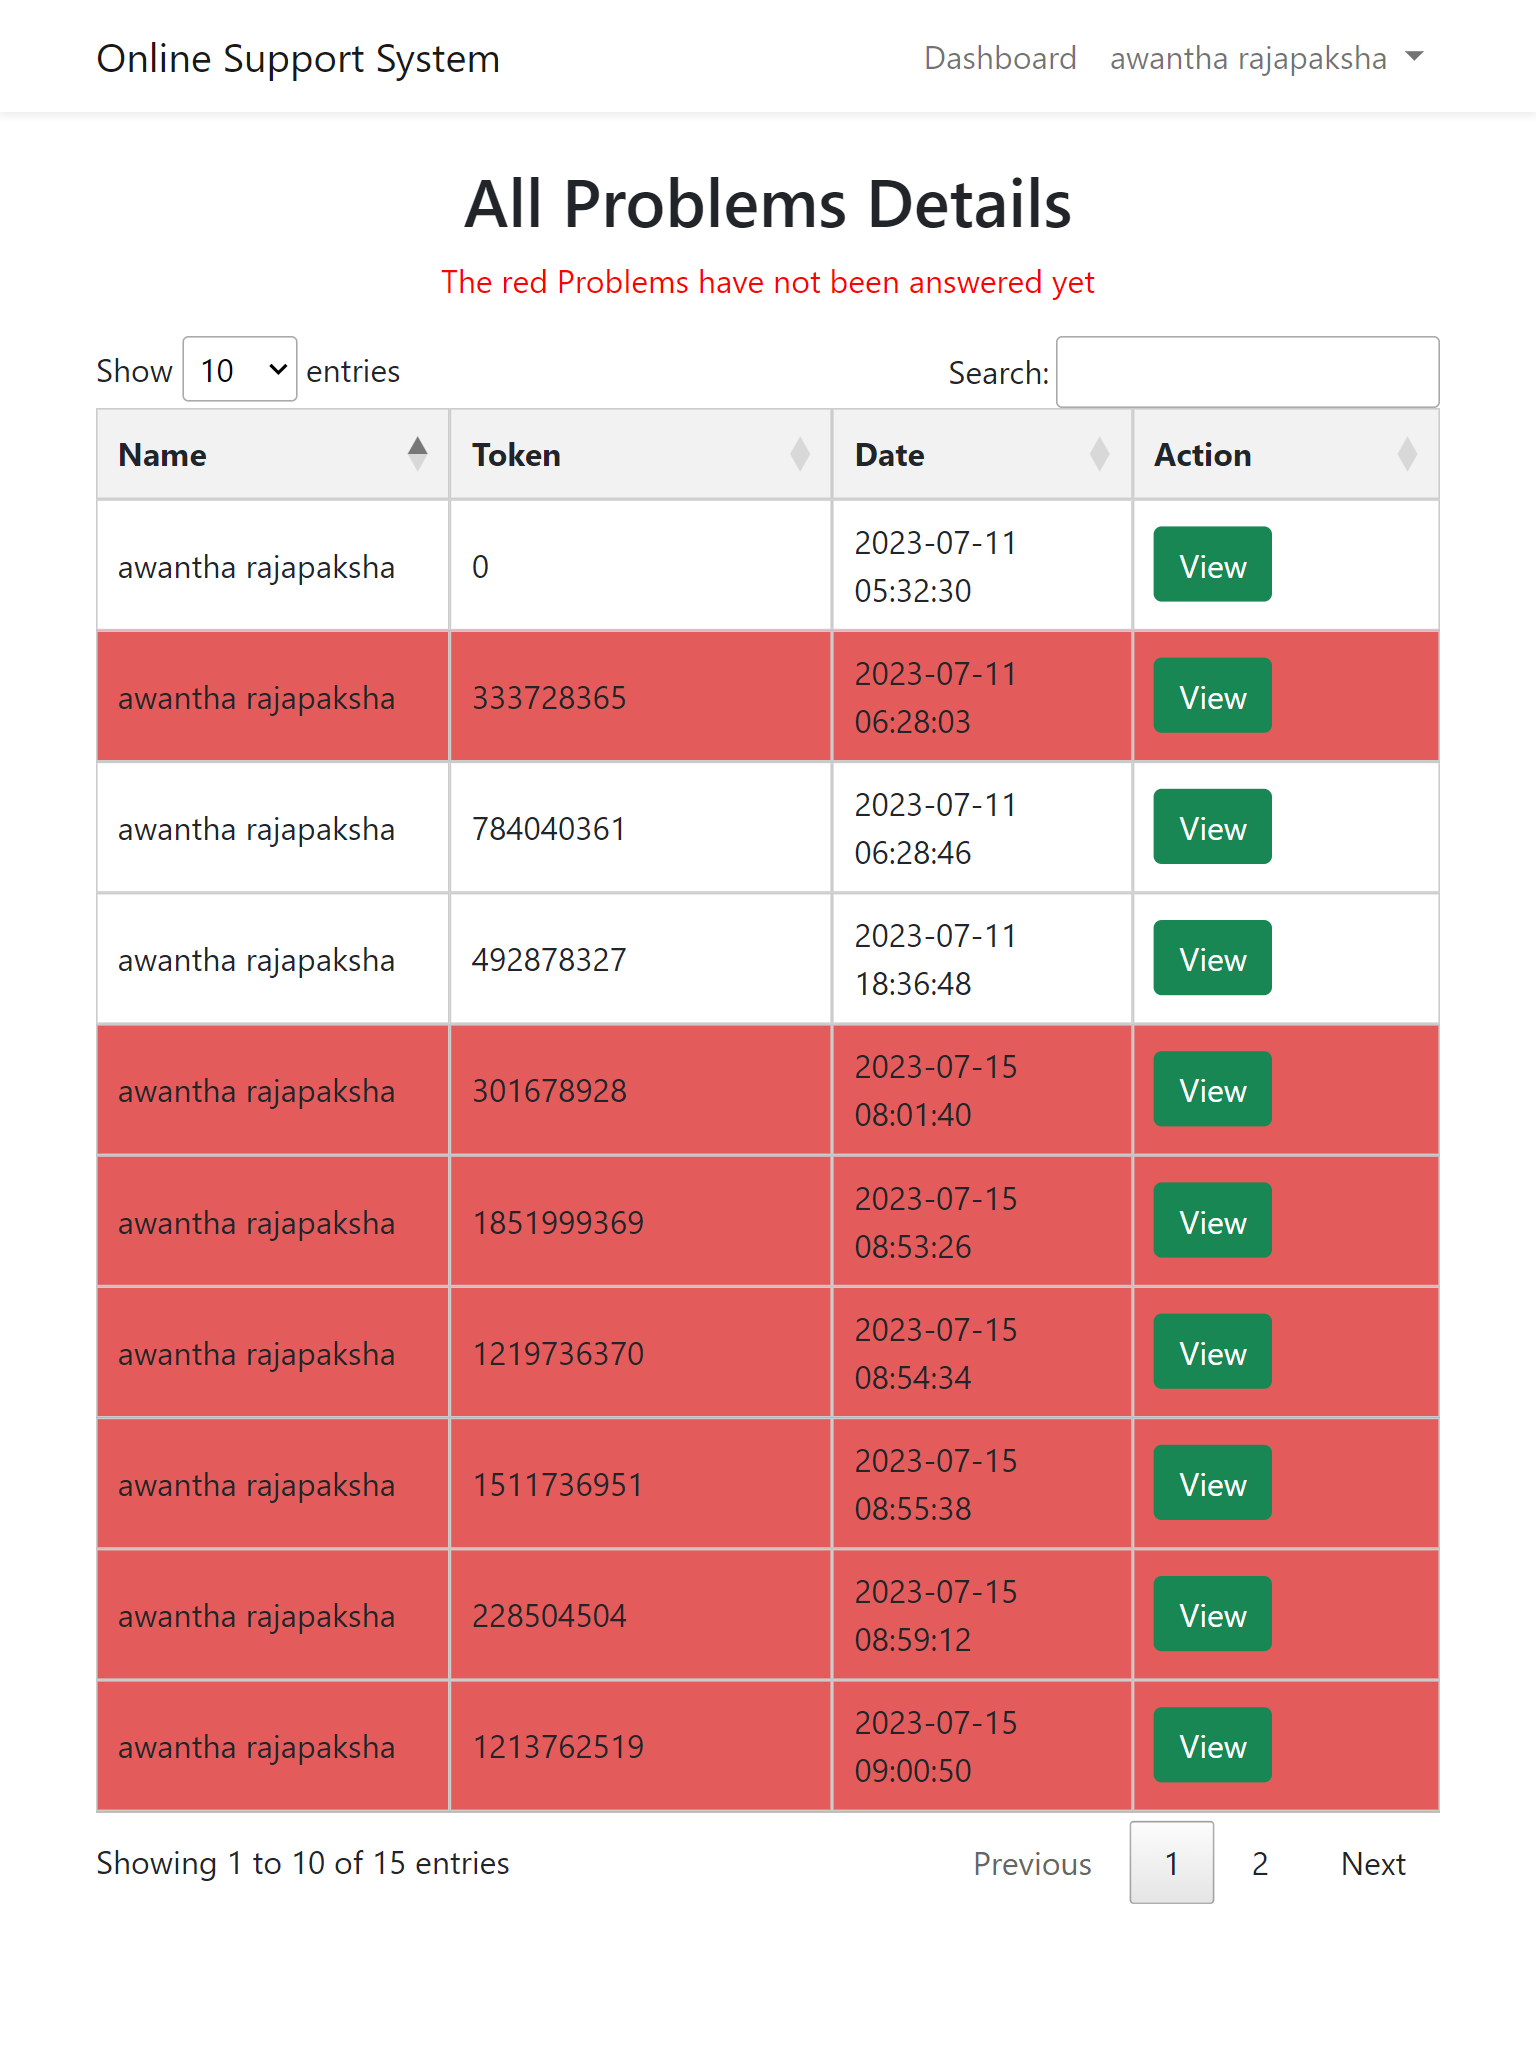 Online Support System Dashboard awantha rajapaksha
All Problems Details
The red Problems have not been answered yet
Show 10 entries Search:
Name Token Date Action
awantha rajapaksha 0 2023-07-11 05:32:30 View
awantha rajapaksha 333728365 2023-07-11 06:28:03 View
awantha rajapaksha 784040361 2023-07-11 06:28:46 View
awantha rajapaksha 492878327 2023-07-11 18:36:48 View
awantha rajapaksha 301678928 2023-07-15 08:01:40 View
awantha rajapaksha 1851999369 2023-07-15 08:53:26 View
awantha rajapaksha 1219736370 2023-07-15 08:54:34 View
awantha rajapaksha 1511736951 2023-07-15 08:55:38 View
awantha rajapaksha 228504504 2023-07-15 08:59:12 View
awantha rajapaksha 1213762519 2023-07-15 09:00:50 View
Showing 1 to 10 of 15 entries Previous 1 2 Next